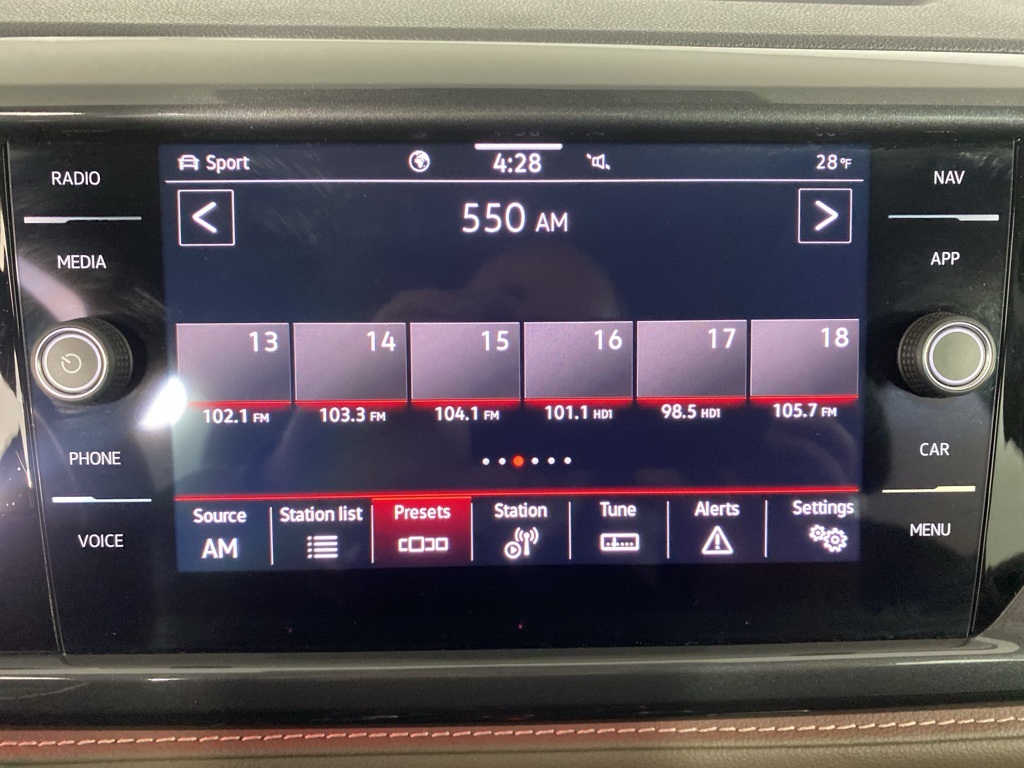 RADIO
MEDIA
PHONE
VOICE
Sport
4:28
28°F
550 AM
13
14
15
16
17
18
102.1 FM
103.3 FM
104.1 FM
101.1 HD1
98.5 HD1
105.7 FM
Source
AM
Station list
Presets
Station
Tune
Alerts
Settings
NAV
APP
CAR
MENU